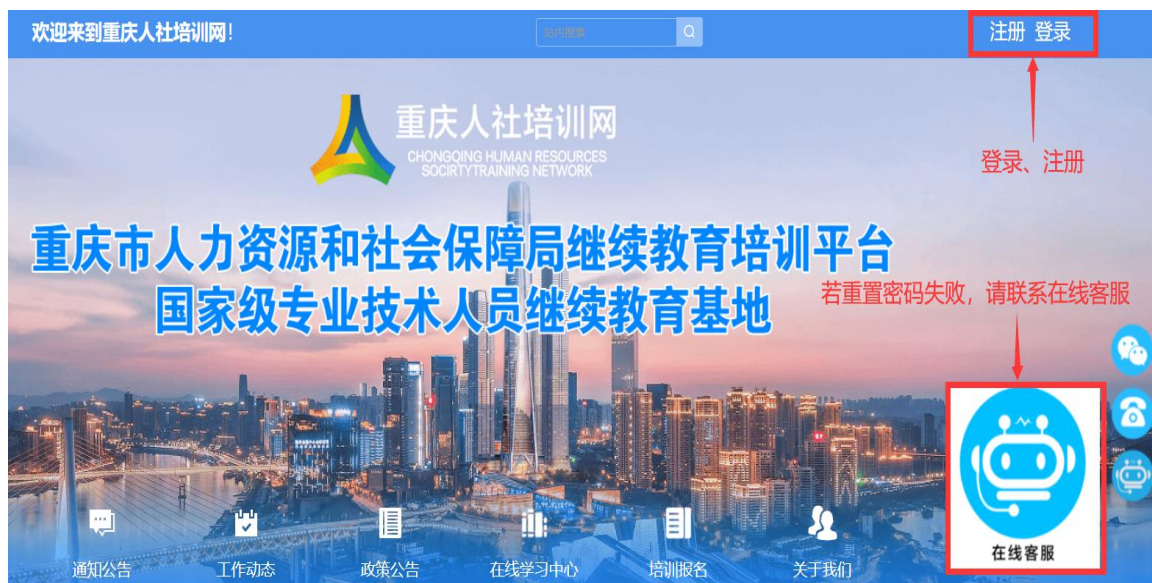 欢迎来到重庆人社培训网！
站内搜索
注册 登录
重庆人社培训网
CHONGQING HUMAN RESOURCES
SOCIRTYTRAINING NETWORK
登录、注册
重庆市人力资源和社会保障局继续教育培训平台
国家级专业技术人员继续教育基地
若重置密码失败，请联系在线客服
在线客服
通知公告
工作动态
政策公告
在线学习中心
培训报名
关于我们